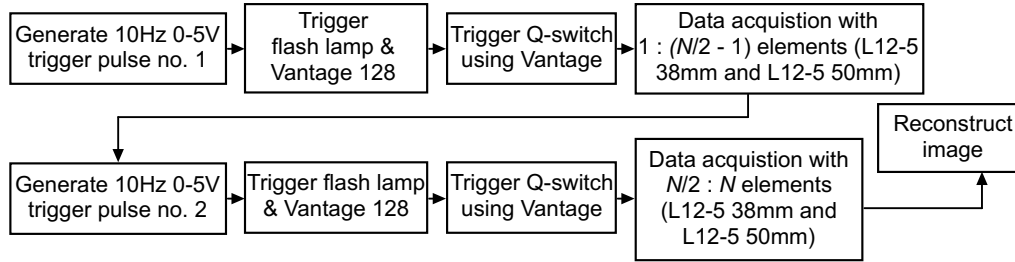 Generate 10Hz 0-5V
trigger pulse no. 1
Trigger
flash lamp &
Vantage 128
Trigger Q-switch
using Vantage
Data acquistion with
1 : (N/2 - 1) elements (L12-5
38mm and L12-5 50mm)
Generate 10Hz 0-5V
trigger pulse no. 2
Trigger flash lamp
& Vantage 128
Trigger Q-switch
using Vantage
Data acquistion with
N/2 : N elements
(L12-5 38mm and
L12-5 50mm)
Reconstruct
image